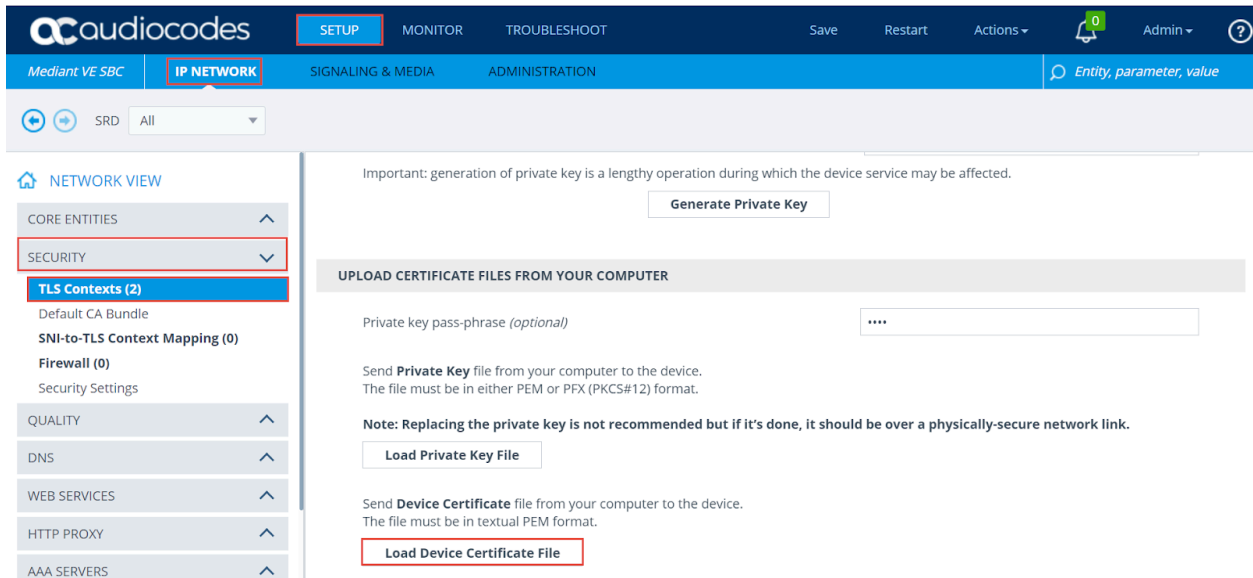 audiocodes
SETUP MONITOR TROUBLESHOOT Save Restart Actions 0 Admin ?
Mediant VE SBC IP NETWORK SIGNALING & MEDIA ADMINISTRATION Entity, parameter, value
SRD All
NETWORK VIEW
CORE ENTITIES
SECURITY
TLS Contexts (2)
Default CA Bundle
SNI-to-TLS Context Mapping (0)
Firewall (0)
Security Settings
QUALITY
DNS
WEB SERVICES
HTTP PROXY
AAA SERVERS
Important: generation of private key is a lengthy operation during which the device service may be affected.
Generate Private Key
UPLOAD CERTIFICATE FILES FROM YOUR COMPUTER
Private key pass-phrase (optional) ••••
Send Private Key file from your computer to the device.
The file must be in either PEM or PFX (PKCS#12) format.
Note: Replacing the private key is not recommended but if it's done, it should be over a physically-secure network link.
Load Private Key File
Send Device Certificate file from your computer to the device.
The file must be in textual PEM format.
Load Device Certificate File